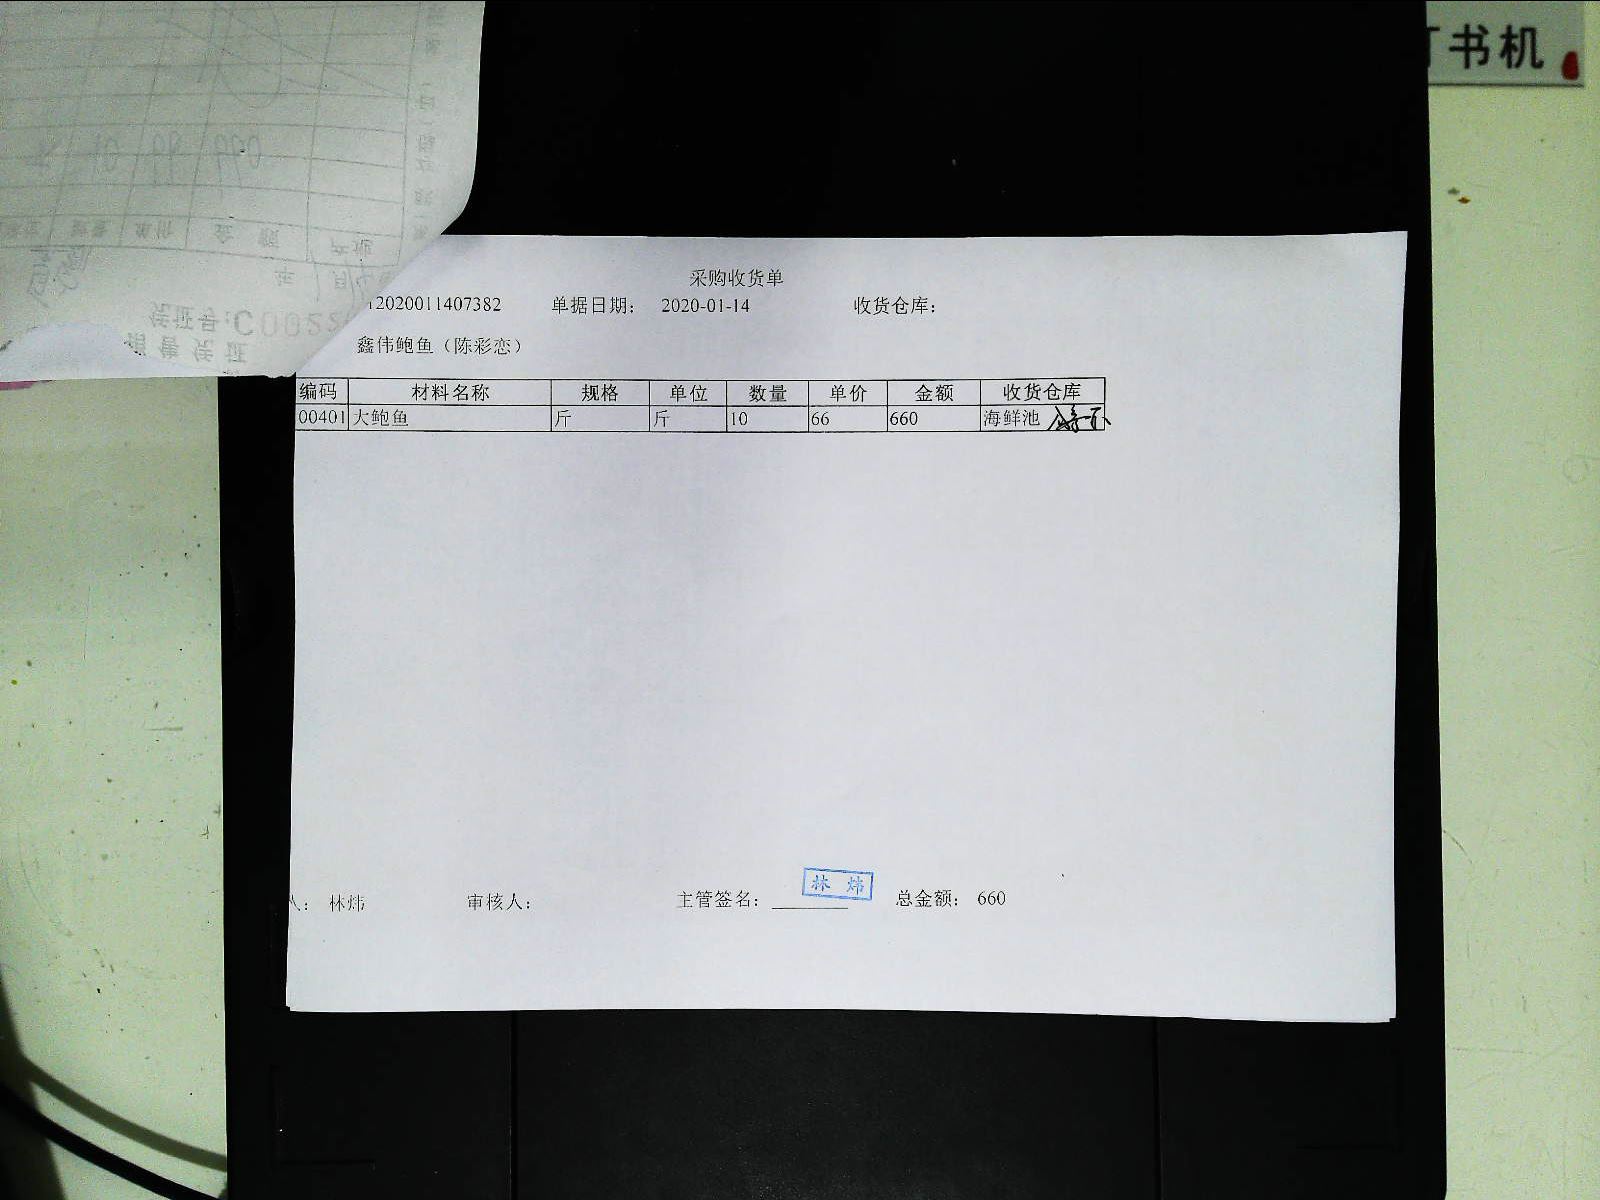 书机
采购收货单
12020011407382 单据日期： 2020-01-14 收货仓库：
鑫伟鲍鱼（陈彩恋）
编码 材料名称 规格 单位 数量 单价 金额 收货仓库
00401 大鲍鱼 斤 斤 10 66 660 海鲜池
人： 林炜 审核人： 主管签名： 林炜 总金额： 660